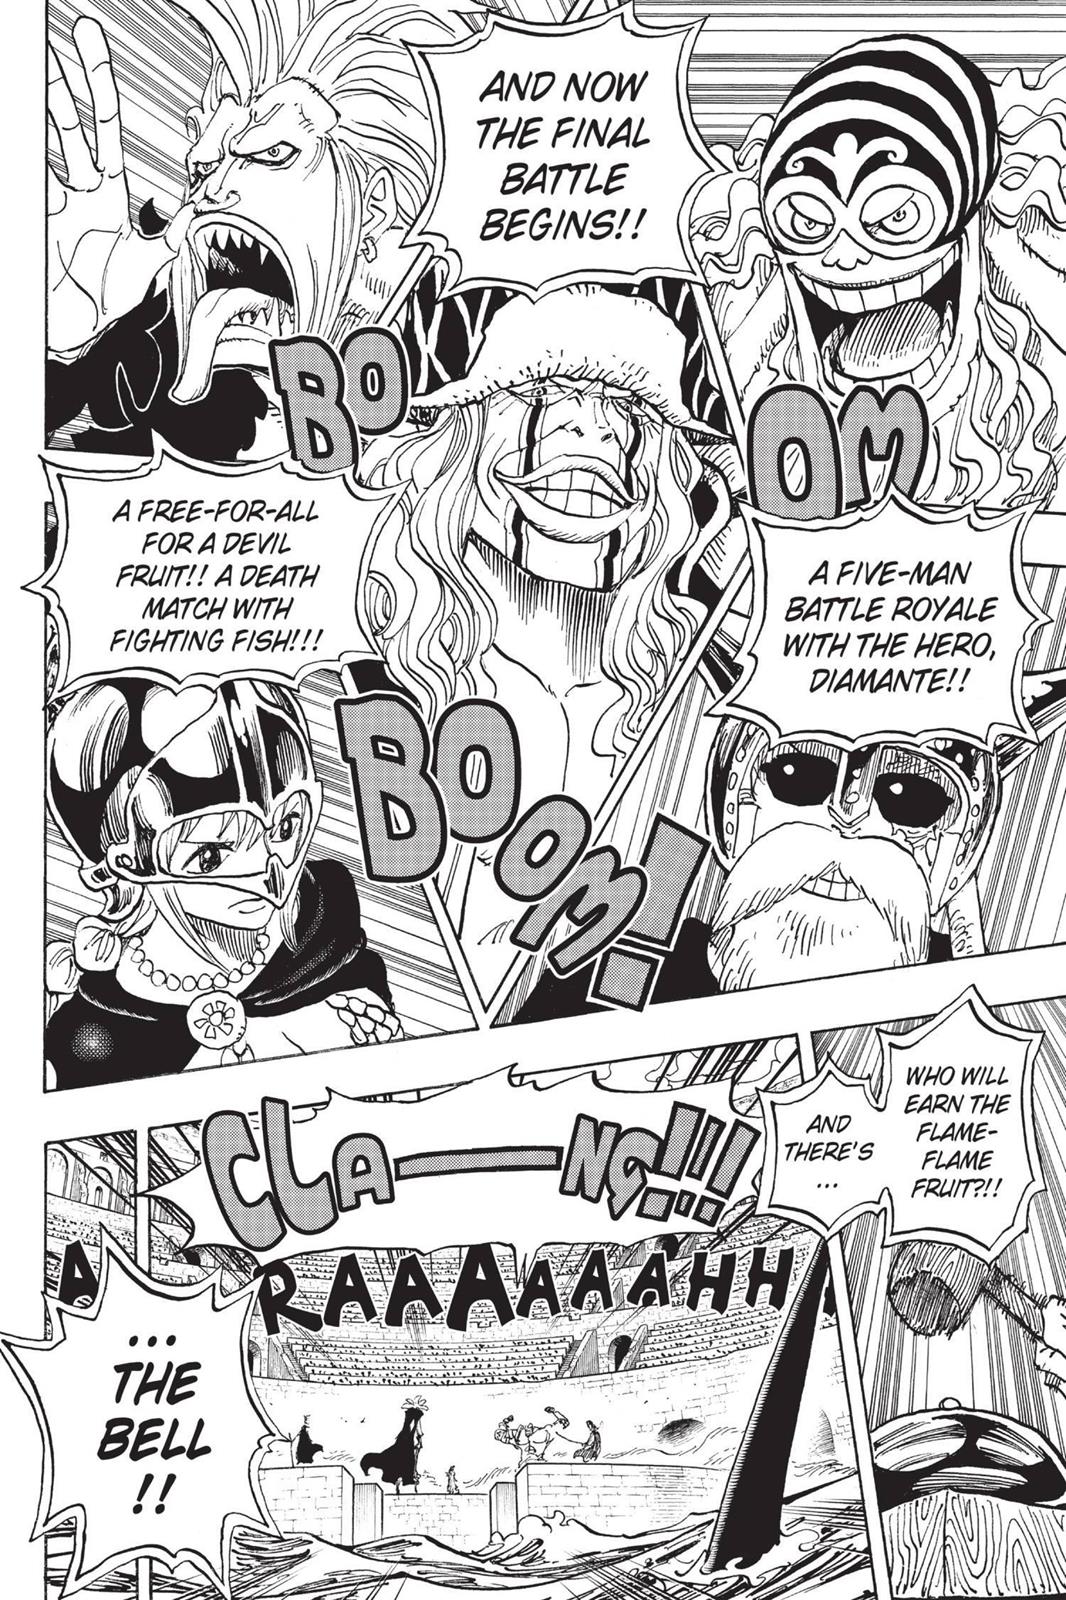 AND NOW
THE FINAL
BATTLE
BEGINS!!
BO
OM
A FREE-FOR-ALL
FOR A DEVIL
FRUIT!! A DEATH
MATCH WITH
FIGHTING FISH!!!
A FIVE-MAN
BATTLE ROYALE
WITH THE HERO,
DIAMANTE!!
BOOM!
WHO WILL
EARN THE
FLAME-
FLAME
FRUIT?!!
AND
THERE'S
...
CLA—NG!!!
RAAAAAAAHH
...
THE
BELL
!!